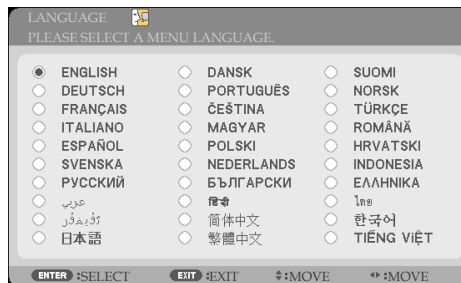 LANGUAGE
PLEASE SELECT A MENU LANGUAGE.
ENGLISH DANSK SUOMI
DEUTSCH PORTUGUÊS NORSK
FRANÇAIS ČEŠTINA TÜRKÇE
ITALIANO MAGYAR ROMÂNĂ
ESPAÑOL POLSKI HRVATSKI
SVENSKA NEDERLANDS INDONESIA
РУССКИЙ БЪЛГАРСКИ ΕΛΛΗΝΙΚΑ
عربي हिन्दी ไทย
简体中文 한국어
日本語 繁體中文 TIẾNG VIỆT
ENTER :SELECT EXIT :EXIT :MOVE :MOVE